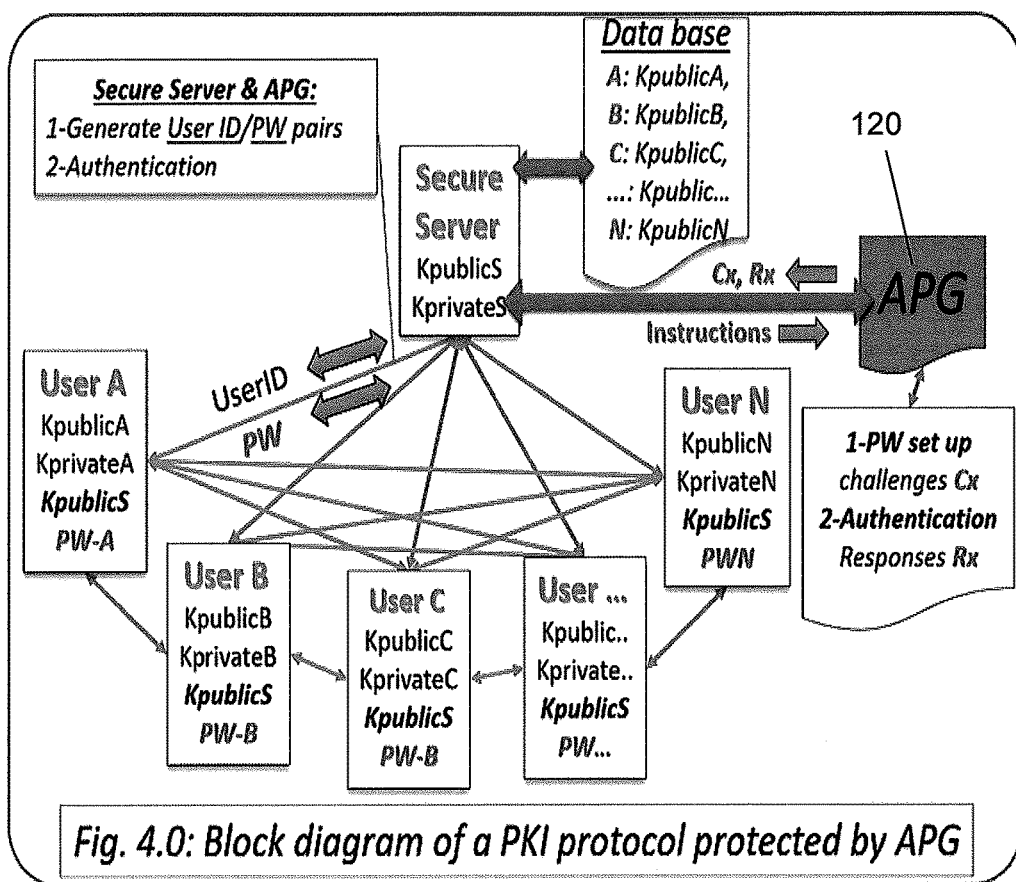 Secure Server & APG:
1-Generate User ID/PW pairs
2-Authentication
Data base
A: KpublicA,
B: KpublicB,
C: KpublicC,
...: Kpublic...
N: KpublicN
120
Secure
Server
KpublicS
KprivateS
Cx, Rx
Instructions
APG
UserID
PW
User A
KpublicA
KprivateA
KpublicS
PW-A
User B
KpublicB
KprivateB
KpublicS
PW-B
User C
KpublicC
KprivateC
KpublicS
PW-B
User ...
Kpublic..
Kprivate..
KpublicS
PW...
User N
KpublicN
KprivateN
KpublicS
PWN
1-PW set up
challenges Cx
2-Authentication
Responses Rx
Fig. 4.0: Block diagram of a PKI protocol protected by APG